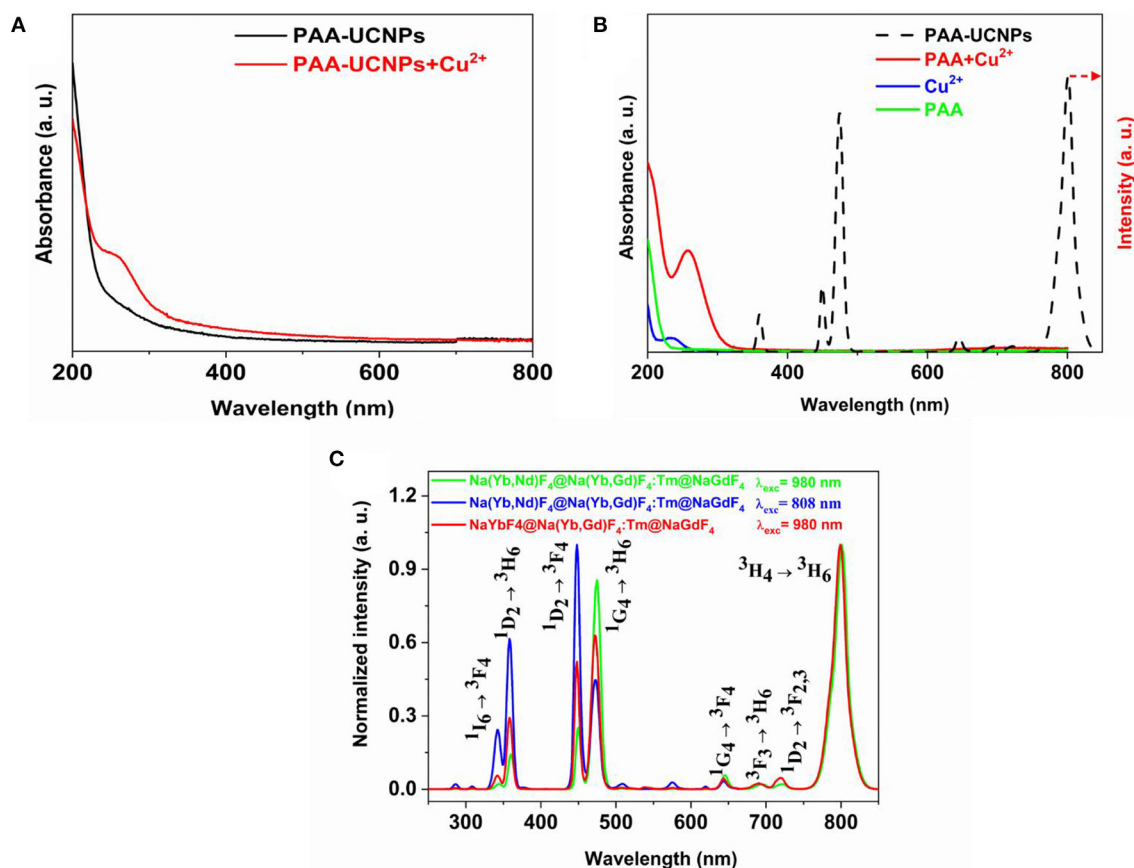 A
PAA-UCNPs
PAA-UCNPs+Cu²⁺
Absorbance (a. u.)
200 400 600 800
Wavelength (nm)
B
PAA-UCNPs
PAA+Cu²⁺
Cu²⁺
PAA
Absorbance (a. u.)
Intensity (a. u.)
200 400 600 800
Wavelength (nm)
C
Na(Yb,Nd)F₄@Na(Yb,Gd)F₄:Tm@NaGdF₄ λexc= 980 nm
Na(Yb,Nd)F₄@Na(Yb,Gd)F₄:Tm@NaGdF₄ λexc= 808 nm
NaYbF4@Na(Yb,Gd)F₄:Tm@NaGdF₄ λexc= 980 nm
Normalized intensity (a. u.)
1.2
0.9
0.6
0.3
0.0
¹I₆ → ³F₄
¹D₂ → ³H₆
¹D₂ → ³F₄
¹G₄ → ³H₆
¹G₄ → ³F₄
³F₃ → ³H₆
¹D₂ → ³F₂,₃
³H₄ → ³H₆
300 400 500 600 700 800
Wavelength (nm)